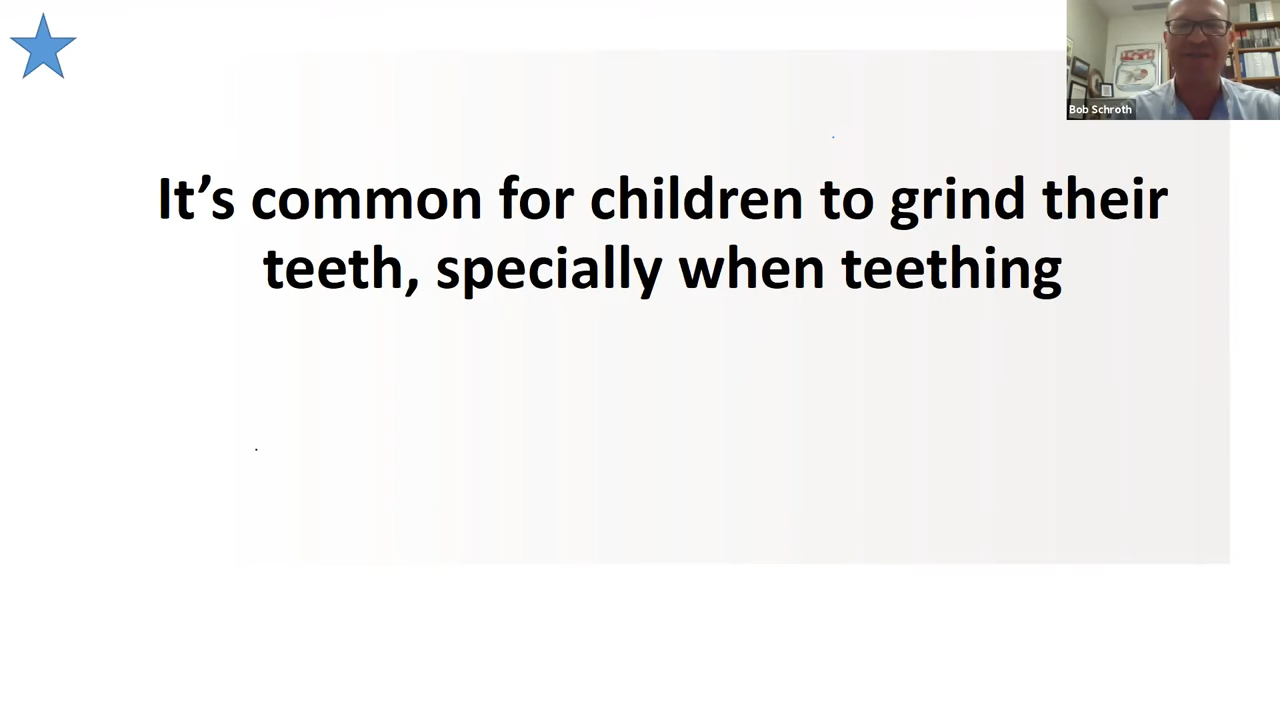 Bob Schroth
It’s common for children to grind their
teeth, specially when teething